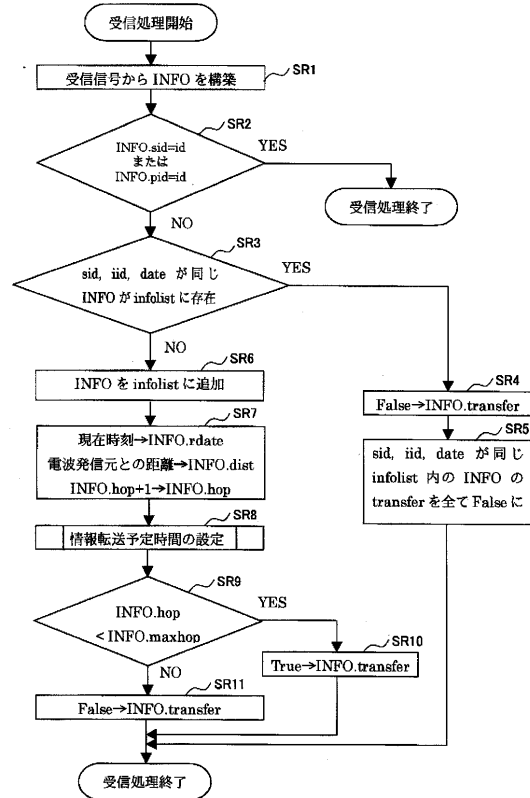 受信処理開始
受信信号から INFO を構築
SR1
SR2
INFO.sid=id
または
INFO.pid=id
YES
受信処理終了
NO
SR3
sid, iid, date が同じ
INFO が infolist に存在
YES
NO
SR6
INFO を infolist に追加
SR4
False→INFO.transfer
SR7
現在時刻→INFO.rdate
電波発信元との距離→INFO.dist
INFO.hop+1→INFO.hop
SR5
sid, iid, date が同じ
infolist 内の INFO の
transfer を全て False に
SR8
情報転送予定時間の設定
SR9
INFO.hop
< INFO.maxhop
YES
SR10
True→INFO.transfer
NO
SR11
False→INFO.transfer
受信処理終了